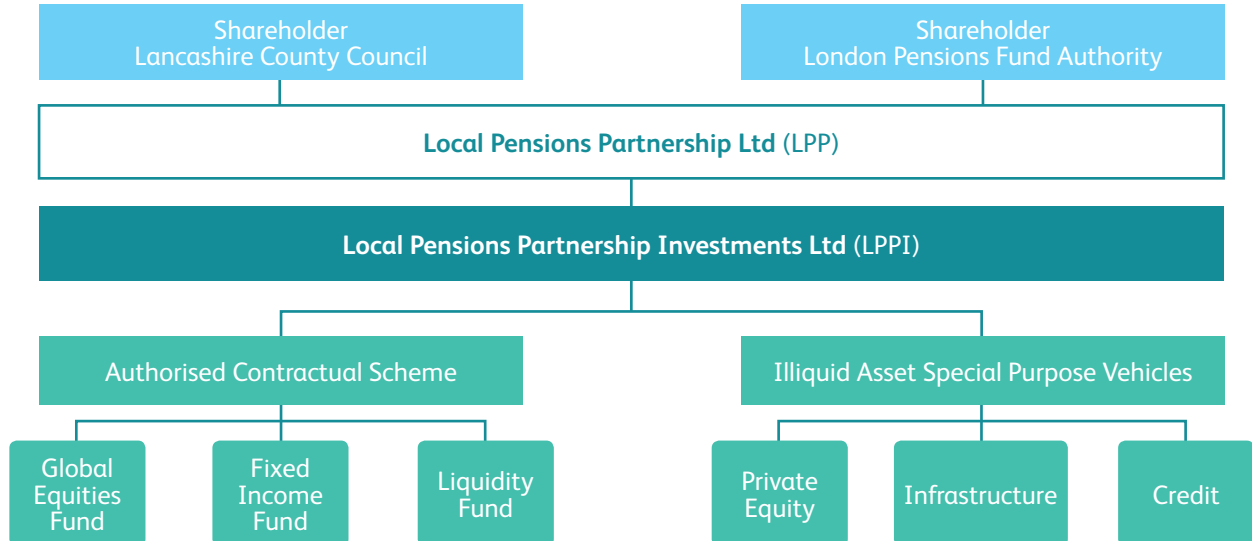 Shareholder
Lancashire County Council
Shareholder
London Pensions Fund Authority
Local Pensions Partnership Ltd (LPP)
Local Pensions Partnership Investments Ltd (LPPI)
Authorised Contractual Scheme
Illiquid Asset Special Purpose Vehicles
Global
Equities
Fund
Fixed
Income
Fund
Liquidity
Fund
Private
Equity
Infrastructure
Credit